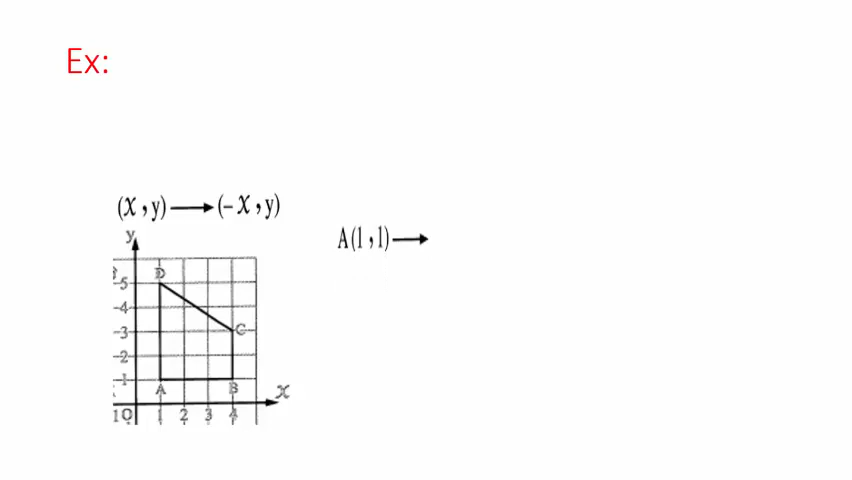 Ex:
(x , y) → (– x , y)
A(1 , 1) →
y
D
5
4
C
3
2
1
A
B
x
O
1
2
3
4